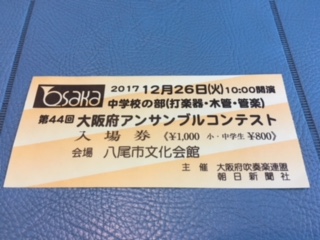 Osaka
2017 12月26日(火) 10:00開演
中学校の部(打楽器・木管・管楽)
第44回 大阪府アンサンブルコンテスト
入場券 〈¥1,000 小・中学生 ¥800〉
会場 八尾市文化会館
主催 大阪府吹奏楽連盟
朝日新聞社